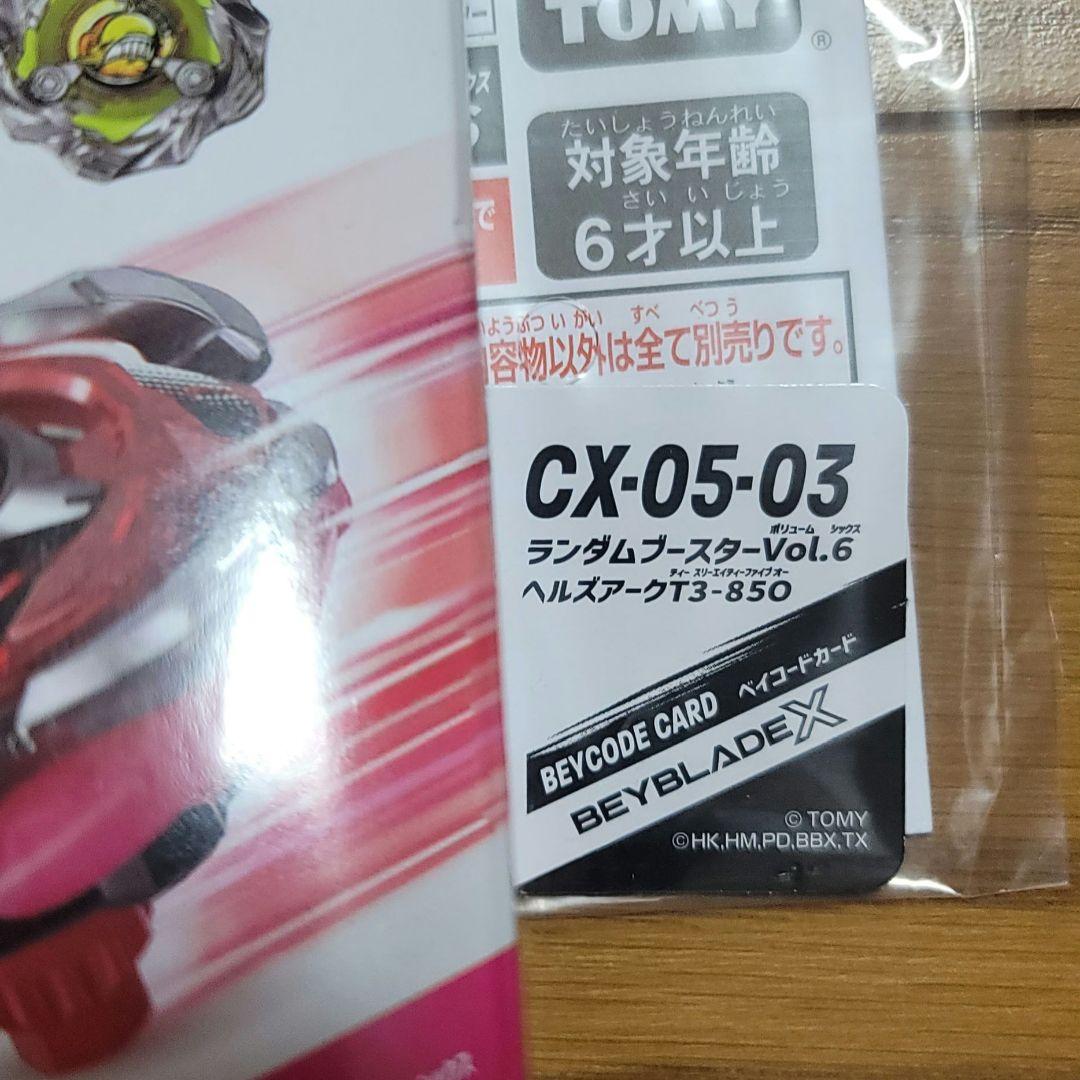 TOMY
®
たいしょうねんれい
対象年齢
さい い じょう
6才以上
で
ようぶつ い がい すべ べつ う
容物以外は全て別売りです。
CX-05-03
ボリューム シックス
ランダムブースターVol.6
ティー スリーエイティーファイブオー
ヘルズアークT3-85O
BEYCODE CARD ベイコードカード
BEYBLADE X
© TOMY
©HK,HM,PD,BBX,TX